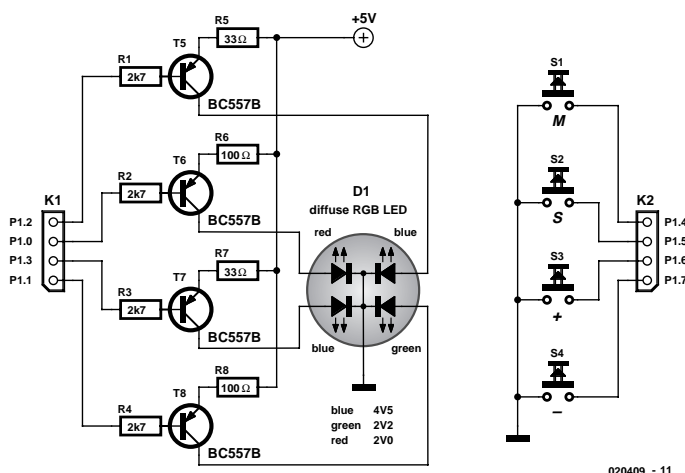 R5
33Ω
+5V
T5
R1
2k7
BC557B
S1
M
R6
100Ω
T6
R2
2k7
BC557B
D1
diffuse RGB LED
red
blue
S2
S
K1
P1.2
P1.0
P1.3
P1.1
K2
P1.4
P1.5
P1.6
P1.7
R7
33Ω
T7
R3
2k7
BC557B
blue
green
S3
+
R8
100Ω
T8
R4
2k7
BC557B
blue 4V5
green 2V2
red 2V0
S4
–
020409 - 11